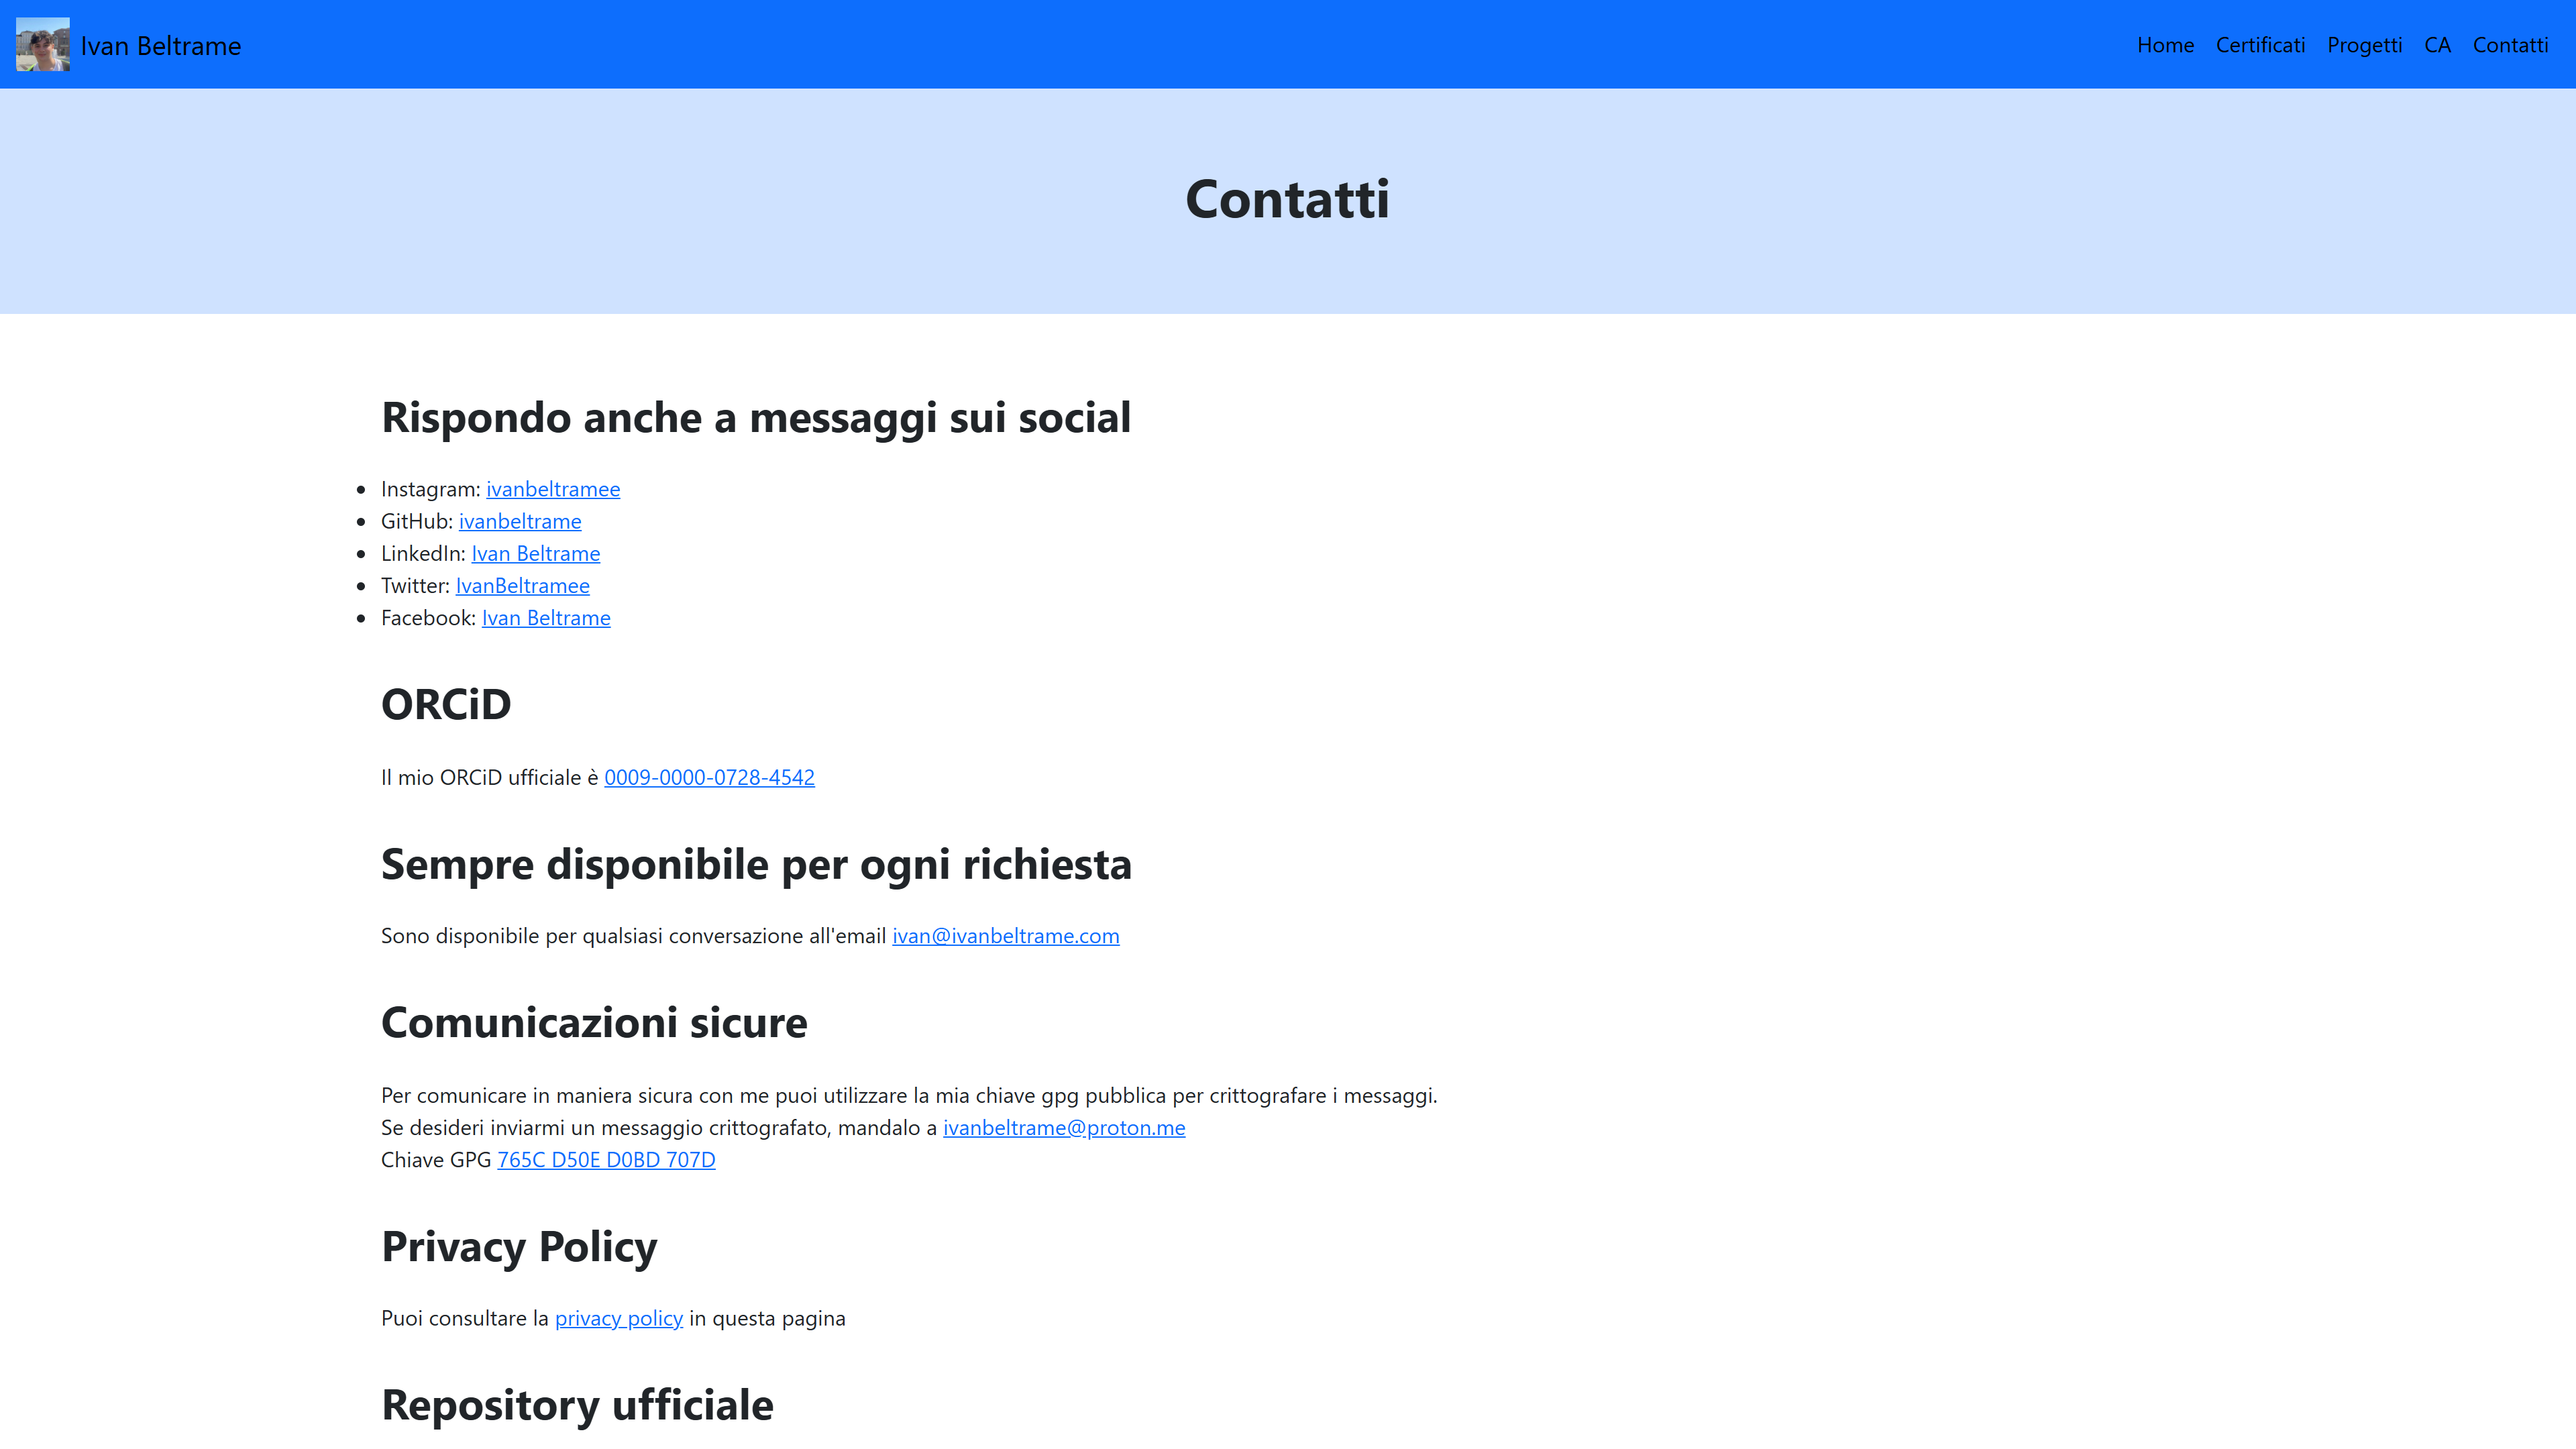 Ivan Beltrame
Home Certificati Progetti CA Contatti
Contatti
Rispondo anche a messaggi sui social
Instagram: ivanbeltramee
GitHub: ivanbeltrame
LinkedIn: Ivan Beltrame
Twitter: IvanBeltramee
Facebook: Ivan Beltrame
ORCiD
Il mio ORCiD ufficiale è 0009-0000-0728-4542
Sempre disponibile per ogni richiesta
Sono disponibile per qualsiasi conversazione all'email ivan@ivanbeltrame.com
Comunicazioni sicure
Per comunicare in maniera sicura con me puoi utilizzare la mia chiave gpg pubblica per crittografare i messaggi.
Se desideri inviarmi un messaggio crittografato, mandalo a ivanbeltrame@proton.me
Chiave GPG 765C D50E D0BD 707D
Privacy Policy
Puoi consultare la privacy policy in questa pagina
Repository ufficiale